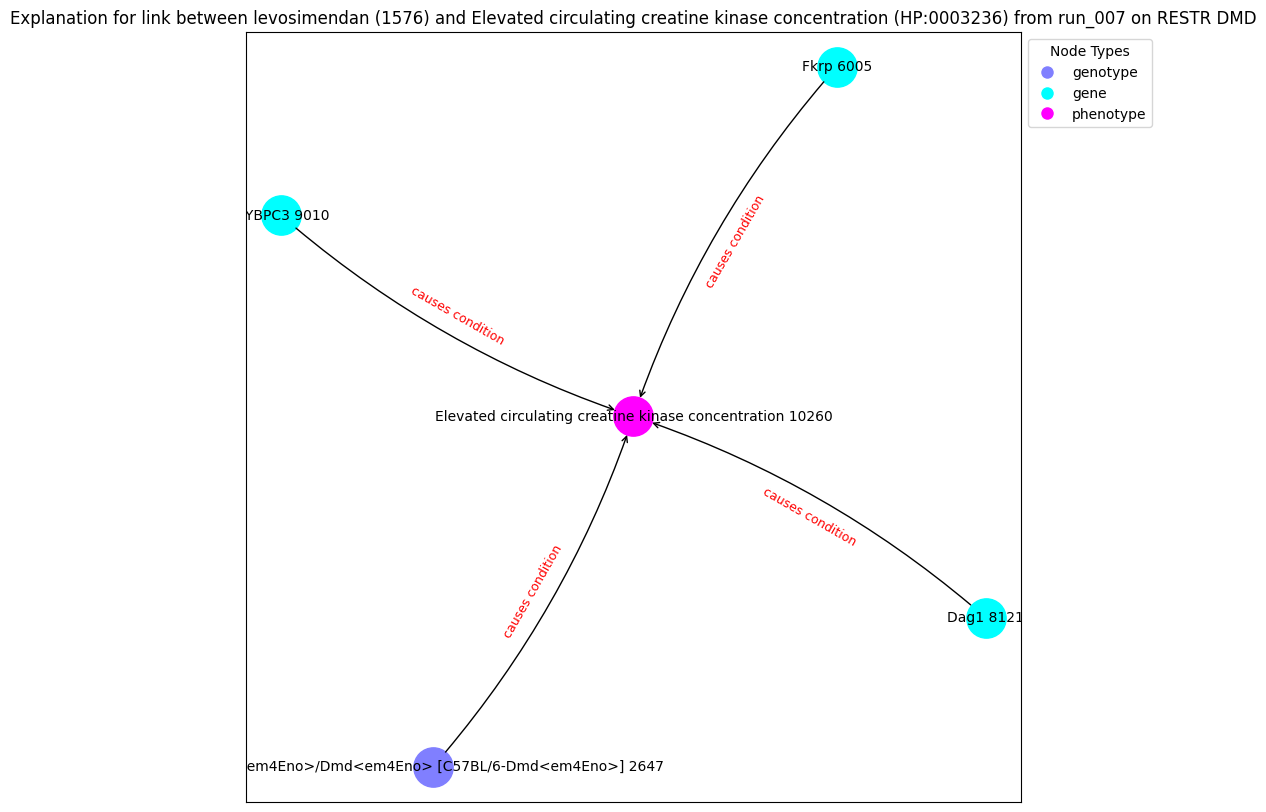 Explanation for link between levosimendan (1576) and Elevated circulating creatine kinase concentration (HP:0003236) from run_007 on RESTR DMD
Node Types
genotype
gene
phenotype
Fkrp 6005
YBPC3 9010
causes condition
causes condition
Elevated circulating creatine kinase concentration 10260
causes condition
causes condition
Dag1 8121
em4Eno>/Dmd<em4Eno> [C57BL/6-Dmd<em4Eno>] 2647